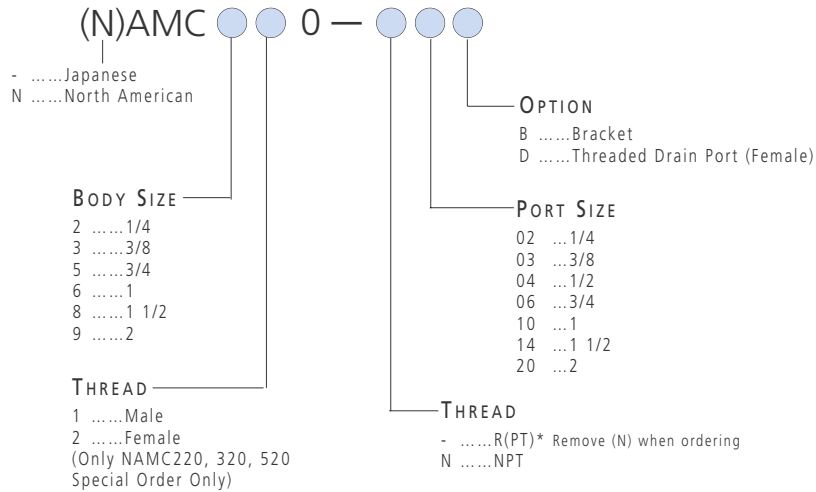 (N)AMC 0 —
- ......Japanese
N ......North American
OPTION
B ......Bracket
D ......Threaded Drain Port (Female)
BODY SIZE
2 ......1/4
3 ......3/8
5 ......3/4
6 ......1
8 ......1 1/2
9 ......2
PORT SIZE
02 ...1/4
03 ...3/8
04 ...1/2
06 ...3/4
10 ...1
14 ...1 1/2
20 ...2
THREAD
1 ......Male
2 ......Female
(Only NAMC220, 320, 520
Special Order Only)
THREAD
- ......R(PT)* Remove (N) when ordering
N ......NPT